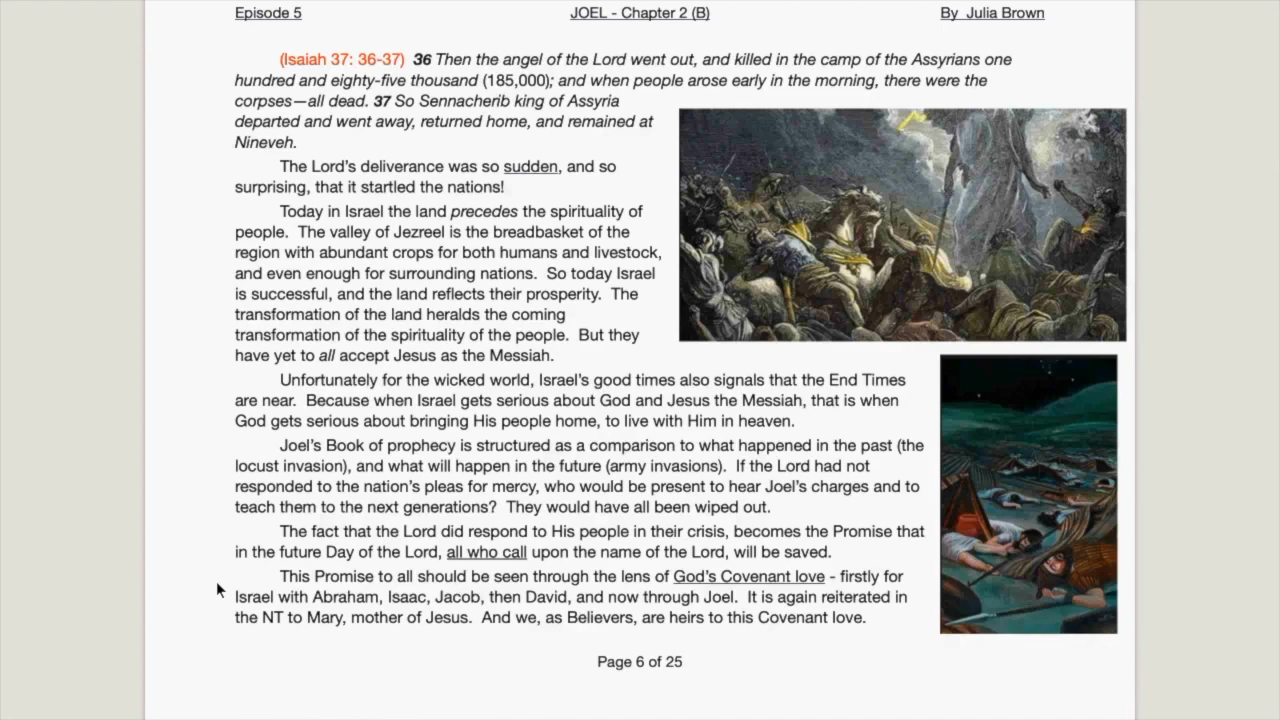 Episode 5 JOEL - Chapter 2 (B) By Julia Brown
(Isaiah 37: 36-37) 36 Then the angel of the Lord went out, and killed in the camp of the Assyrians one
hundred and eighty-five thousand (185,000); and when people arose early in the morning, there were the
corpses—all dead. 37 So Sennacherib king of Assyria
departed and went away, returned home, and remained at
Nineveh.
The Lord’s deliverance was so sudden, and so
surprising, that it startled the nations!
Today in Israel the land precedes the spirituality of
people. The valley of Jezreel is the breadbasket of the
region with abundant crops for both humans and livestock,
and even enough for surrounding nations. So today Israel
is successful, and the land reflects their prosperity. The
transformation of the land heralds the coming
transformation of the spirituality of the people. But they
have yet to all accept Jesus as the Messiah.
Unfortunately for the wicked world, Israel’s good times also signals that the End Times
are near. Because when Israel gets serious about God and Jesus the Messiah, that is when
God gets serious about bringing His people home, to live with Him in heaven.
Joel’s Book of prophecy is structured as a comparison to what happened in the past (the
locust invasion), and what will happen in the future (army invasions). If the Lord had not
responded to the nation’s pleas for mercy, who would be present to hear Joel’s charges and to
teach them to the next generations? They would have all been wiped out.
The fact that the Lord did respond to His people in their crisis, becomes the Promise that
in the future Day of the Lord, all who call upon the name of the Lord, will be saved.
This Promise to all should be seen through the lens of God’s Covenant love - firstly for
Israel with Abraham, Isaac, Jacob, then David, and now through Joel. It is again reiterated in
the NT to Mary, mother of Jesus. And we, as Believers, are heirs to this Covenant love.
Page 6 of 25